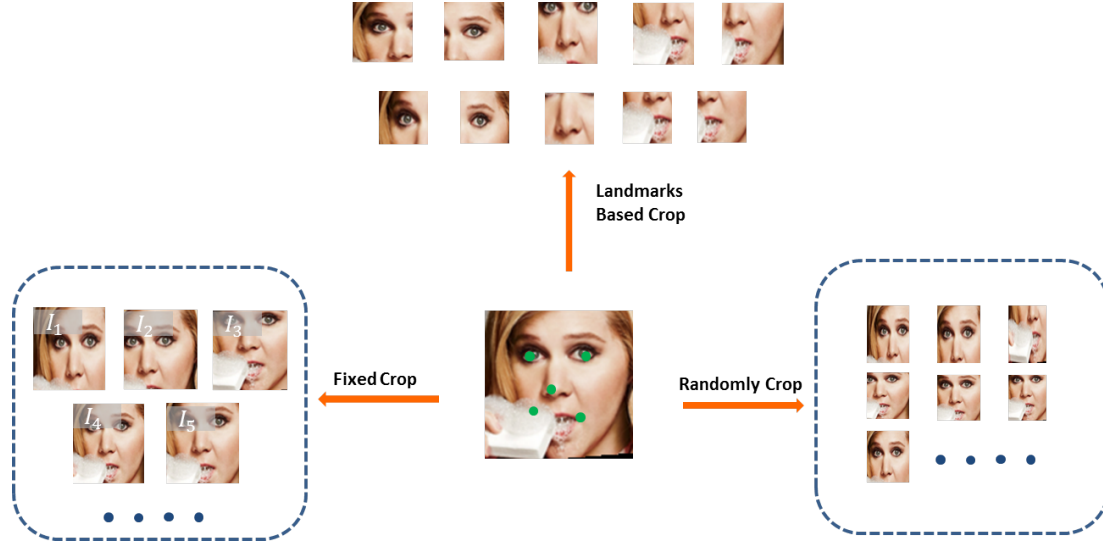 Landmarks
Based Crop
I₁
I₂
I₃
Fixed Crop
Randomly Crop
I₄
I₅